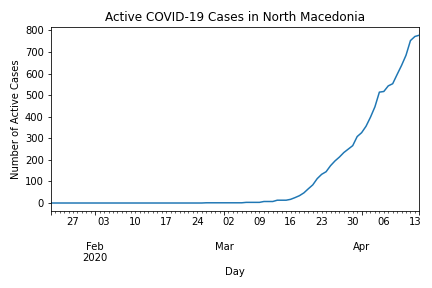 Active COVID-19 Cases in North Macedonia
Number of Active Cases
800
700
600
500
400
300
200
100
0
27 03 10 17 24 02 09 16 23 30 06 13
Feb Mar Apr
2020
Day